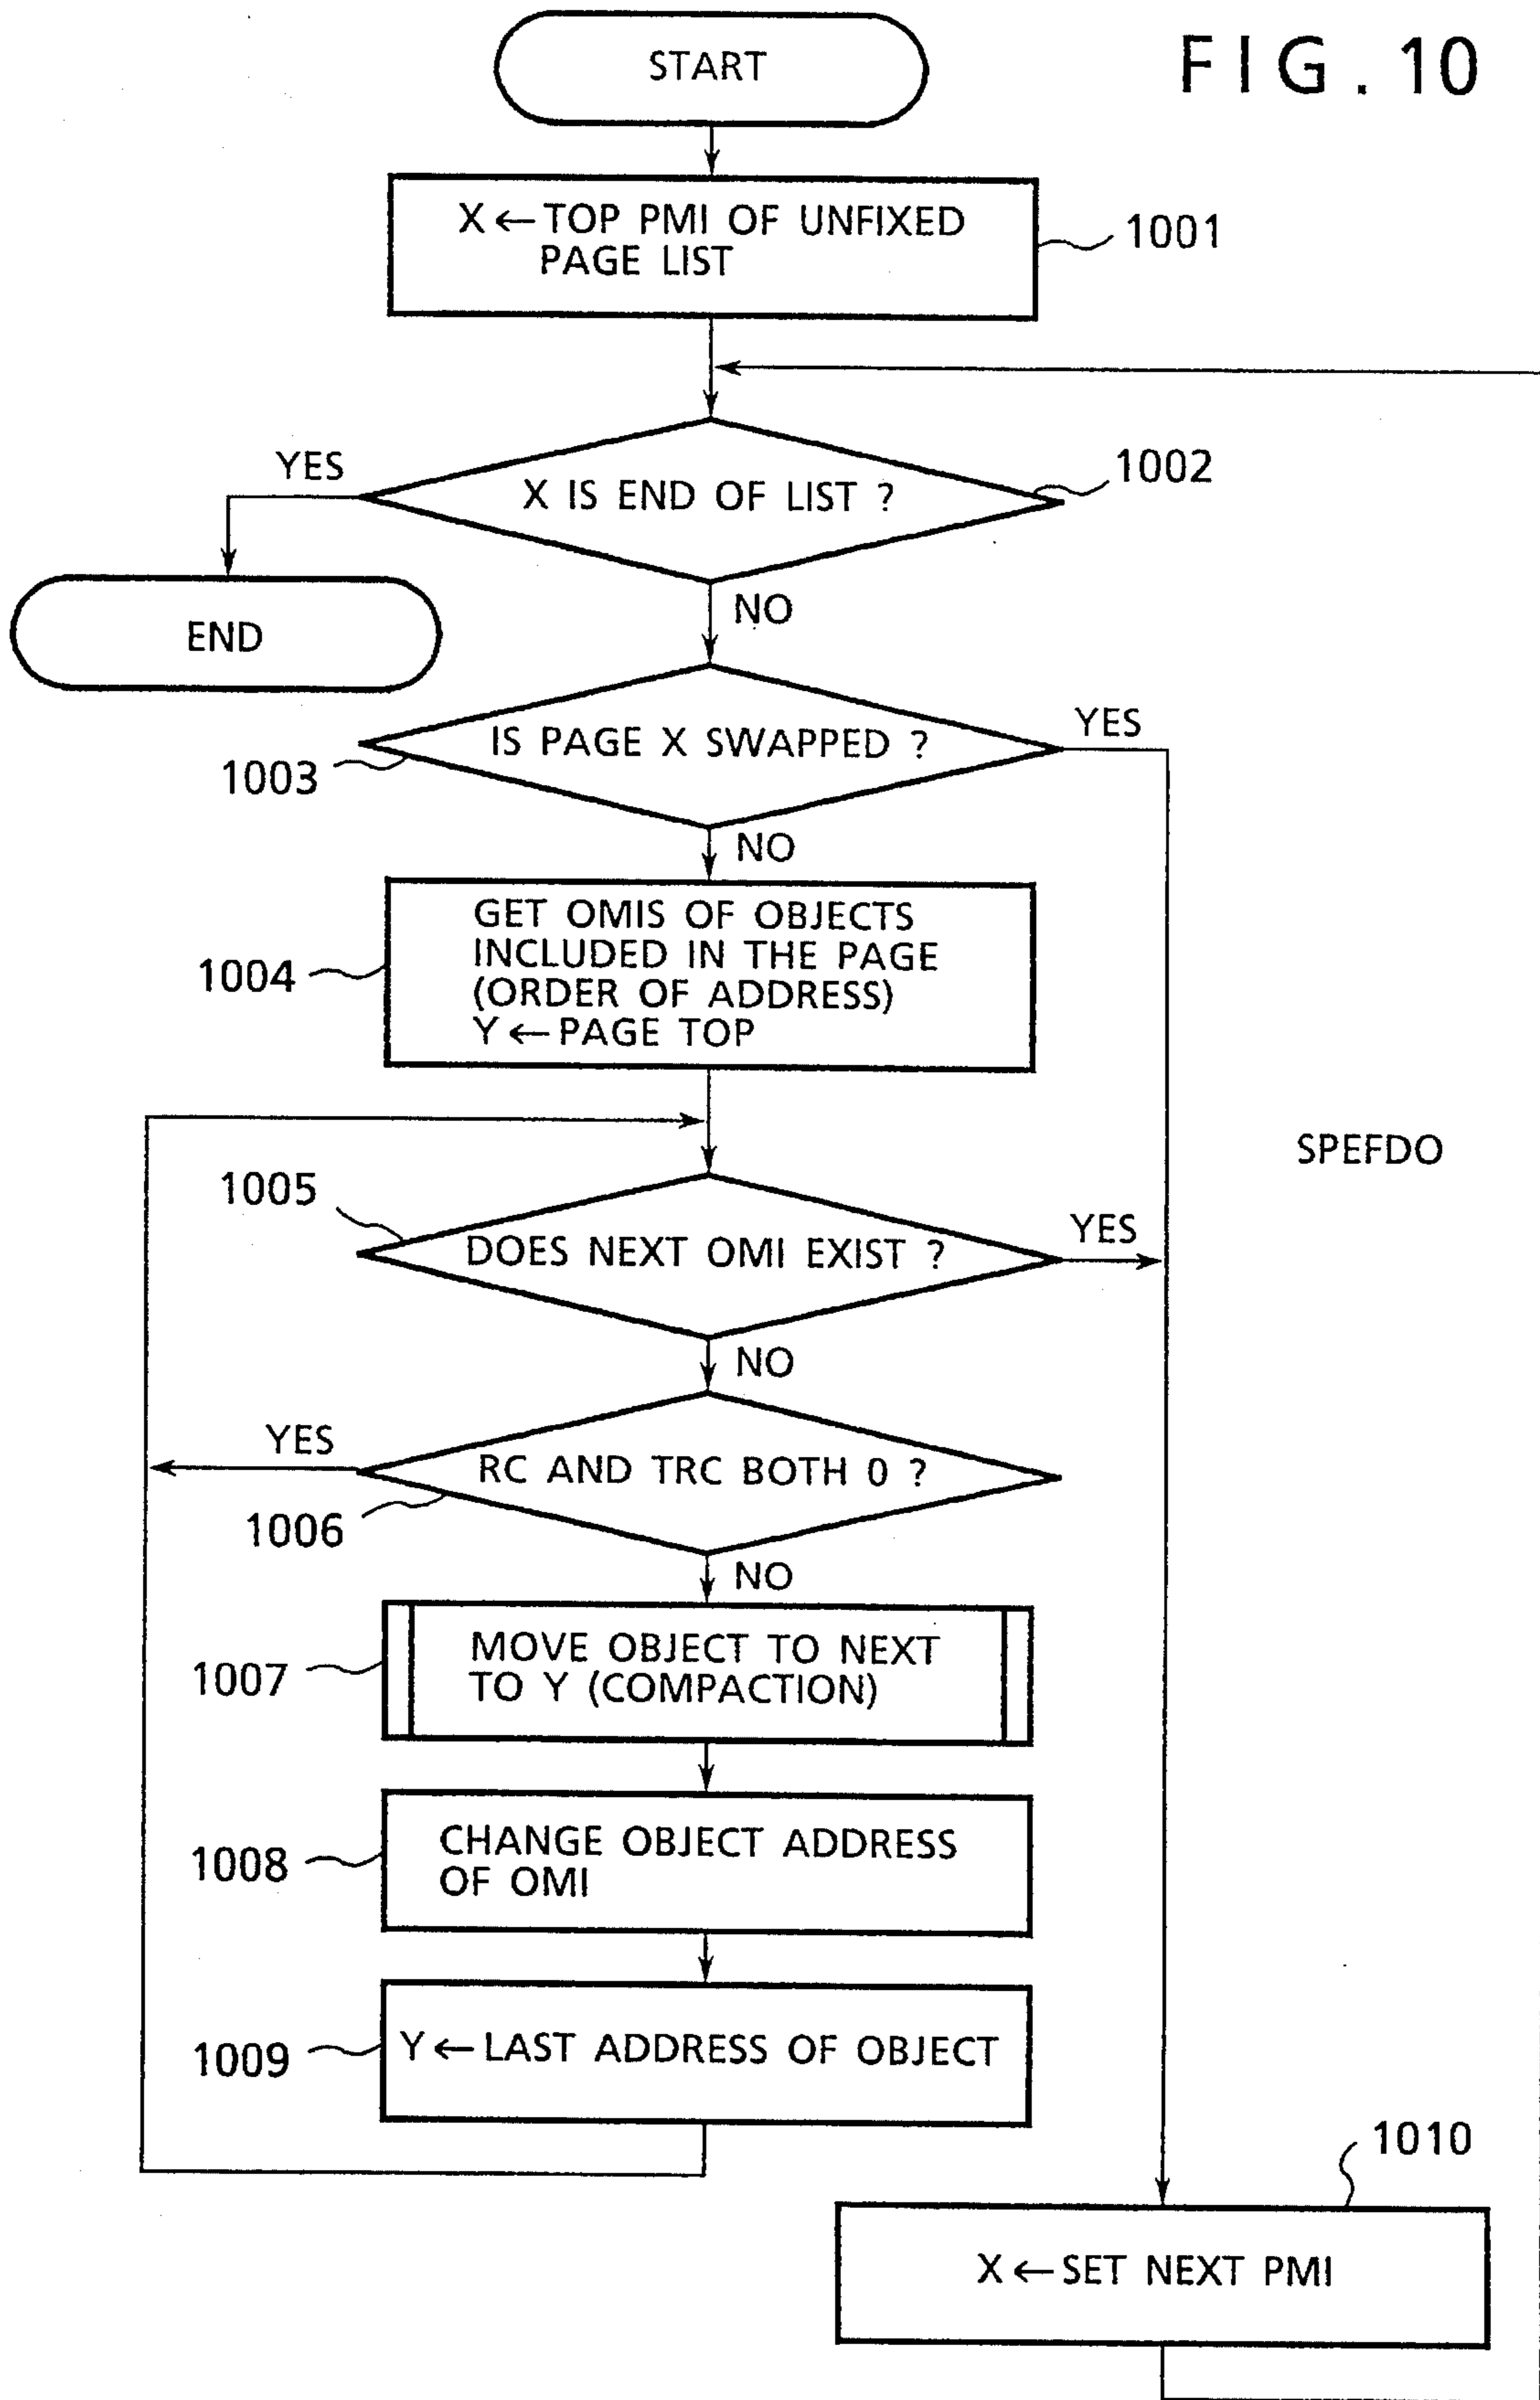 FIG. 10
START
X ← TOP PMI OF UNFIXED
PAGE LIST
1001
X IS END OF LIST ?
1002
YES
END
NO
IS PAGE X SWAPPED ?
1003
YES
NO
GET OMIS OF OBJECTS
INCLUDED IN THE PAGE
(ORDER OF ADDRESS)
Y ← PAGE TOP
1004
SPEFDO
1005
DOES NEXT OMI EXIST ?
YES
NO
YES
RC AND TRC BOTH 0 ?
1006
NO
MOVE OBJECT TO NEXT
TO Y (COMPACTION)
1007
CHANGE OBJECT ADDRESS
OF OMI
1008
Y ← LAST ADDRESS OF OBJECT
1009
1010
X ← SET NEXT PMI